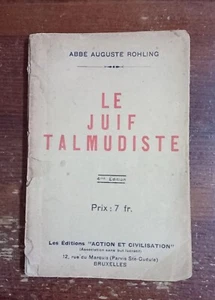 ABBÉ AUGUSTE ROHLING
LE
JUIF
TALMUDISTE
Prix : 7 fr.
Les Editions "ACTION ET CIVILISATION"
(Association sans but lucratif)
12, rue du Marquis (Parvis Ste-Gudule)
BRUXELLES